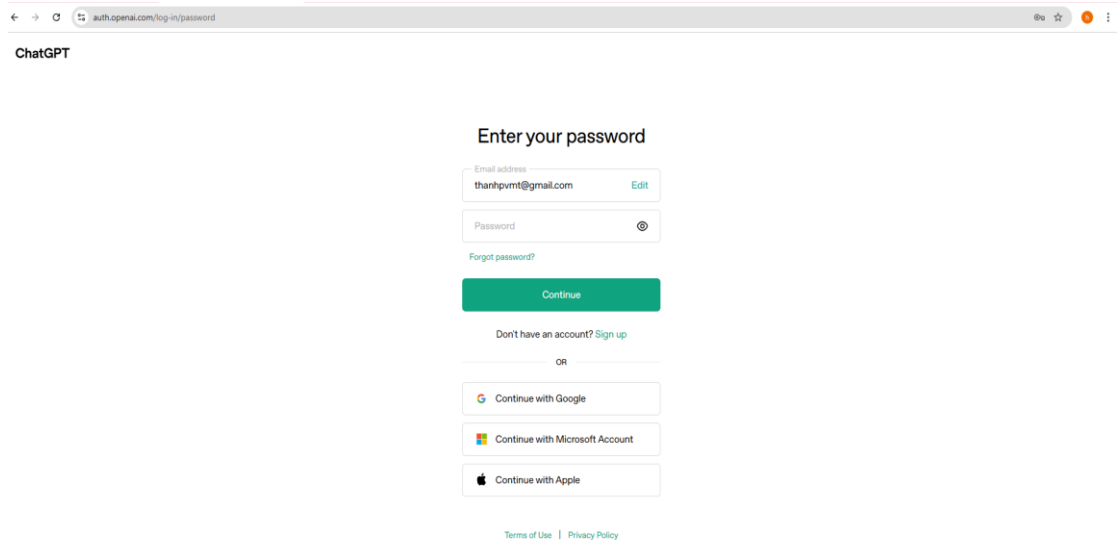 auth.openai.com/log-in/password
h
ChatGPT
Enter your password
Email address
thanhpvmt@gmail.com Edit
Password
Forgot password?
Continue
Don't have an account? Sign up
OR
Continue with Google
Continue with Microsoft Account
Continue with Apple
Terms of Use | Privacy Policy